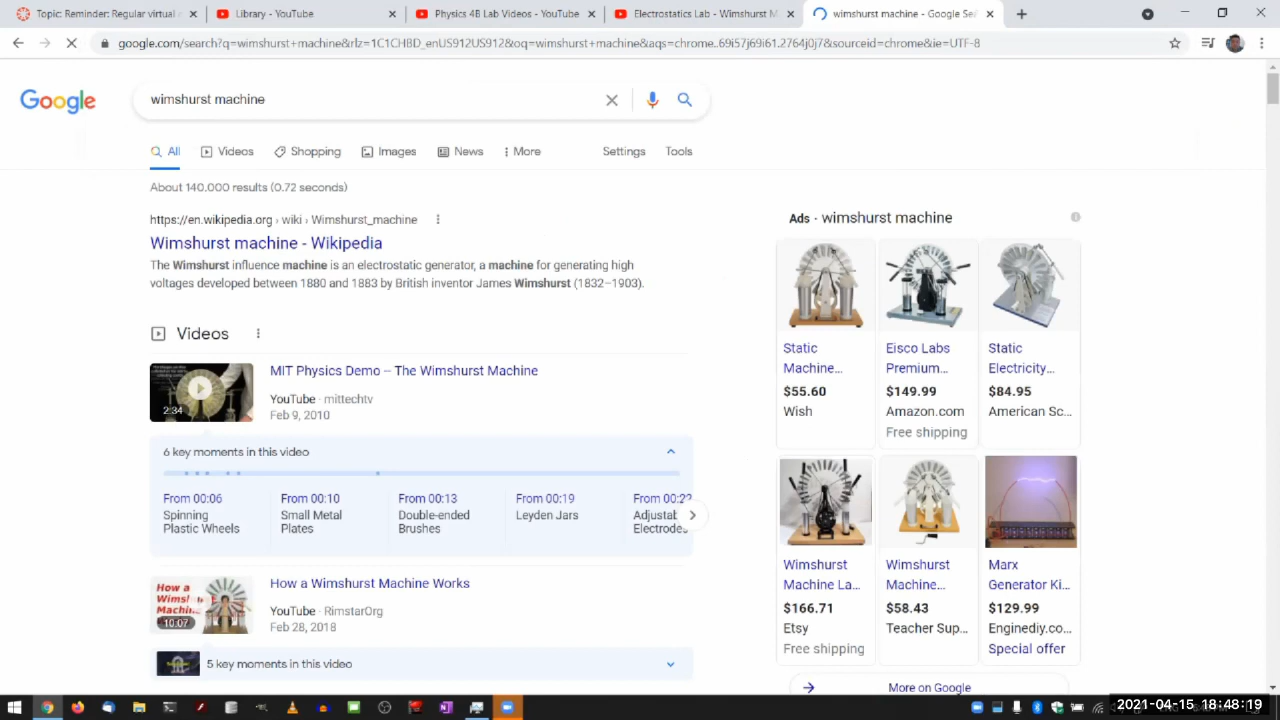 Topic: Reminder: Regular virtual
Library - YouTube
Physics 4B Lab Videos - YouTube
Electrostatics Lab - Wimshurst M
wimshurst machine - Google Sea
google.com/search?q=wimshurst+machine&rlz=1C1CHBD_enUS912US912&oq=wimshurst+machine&aqs=chrome..69i57j69i61.2764j0j7&sourceid=chrome&ie=UTF-8
Google
wimshurst machine
All
Videos
Shopping
Images
News
More
Settings
Tools
About 140,000 results (0.72 seconds)
https://en.wikipedia.org › wiki › Wimshurst_machine
Wimshurst machine - Wikipedia
The Wimshurst influence machine is an electrostatic generator, a machine for generating high
voltages developed between 1880 and 1883 by British inventor James Wimshurst (1832–1903).
Videos
MIT Physics Demo – The Wimshurst Machine
YouTube · mittechtv
Feb 9, 2010
2:34
6 key moments in this video
From 00:06
Spinning
Plastic Wheels
From 00:10
Small Metal
Plates
From 00:13
Double-ended
Brushes
From 00:19
Leyden Jars
From 00:22
Adjustab
Electrodes
How a Wimshurst Machine Works
YouTube · RimstarOrg
Feb 28, 2018
How a
10:07
5 key moments in this video
Ads · wimshurst machine
Static
Machine...
$55.60
Wish
Eisco Labs
Premium...
$149.99
Amazon.com
Free shipping
Static
Electricity...
$84.95
American Sc...
Wimshurst
Machine La...
$166.71
Etsy
Free shipping
Wimshurst
Machine...
$58.43
Teacher Sup...
Marx
Generator Ki...
$129.99
Enginediy.co...
Special offer
More on Google
2021-04-15 18:48:19